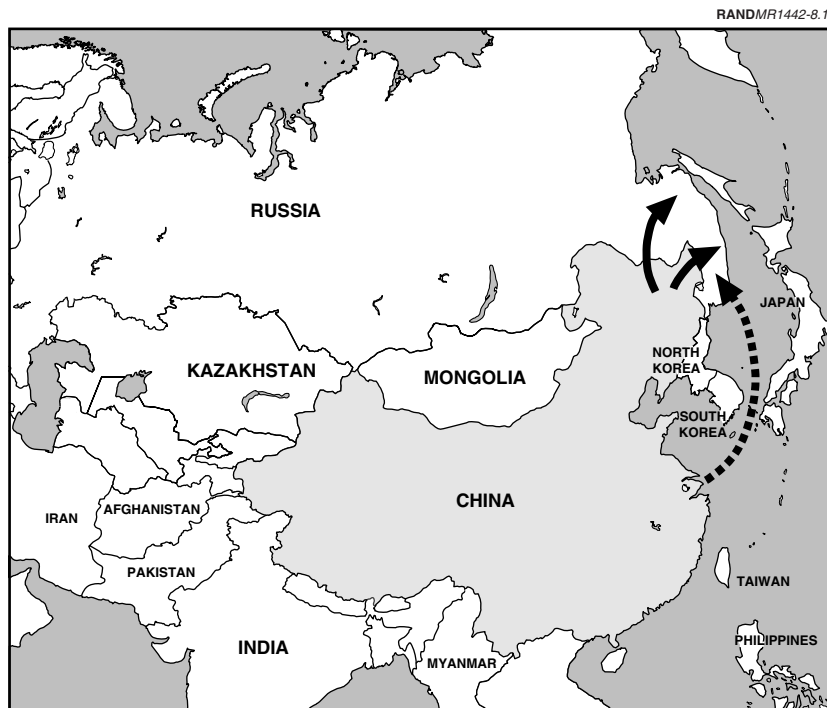 RANDMR1442-8.1
RUSSIA
JAPAN
KAZAKHSTAN
MONGOLIA
NORTH
KOREA
SOUTH
KOREA
CHINA
IRAN
AFGHANISTAN
PAKISTAN
TAIWAN
INDIA
MYANMAR
PHILIPPINES